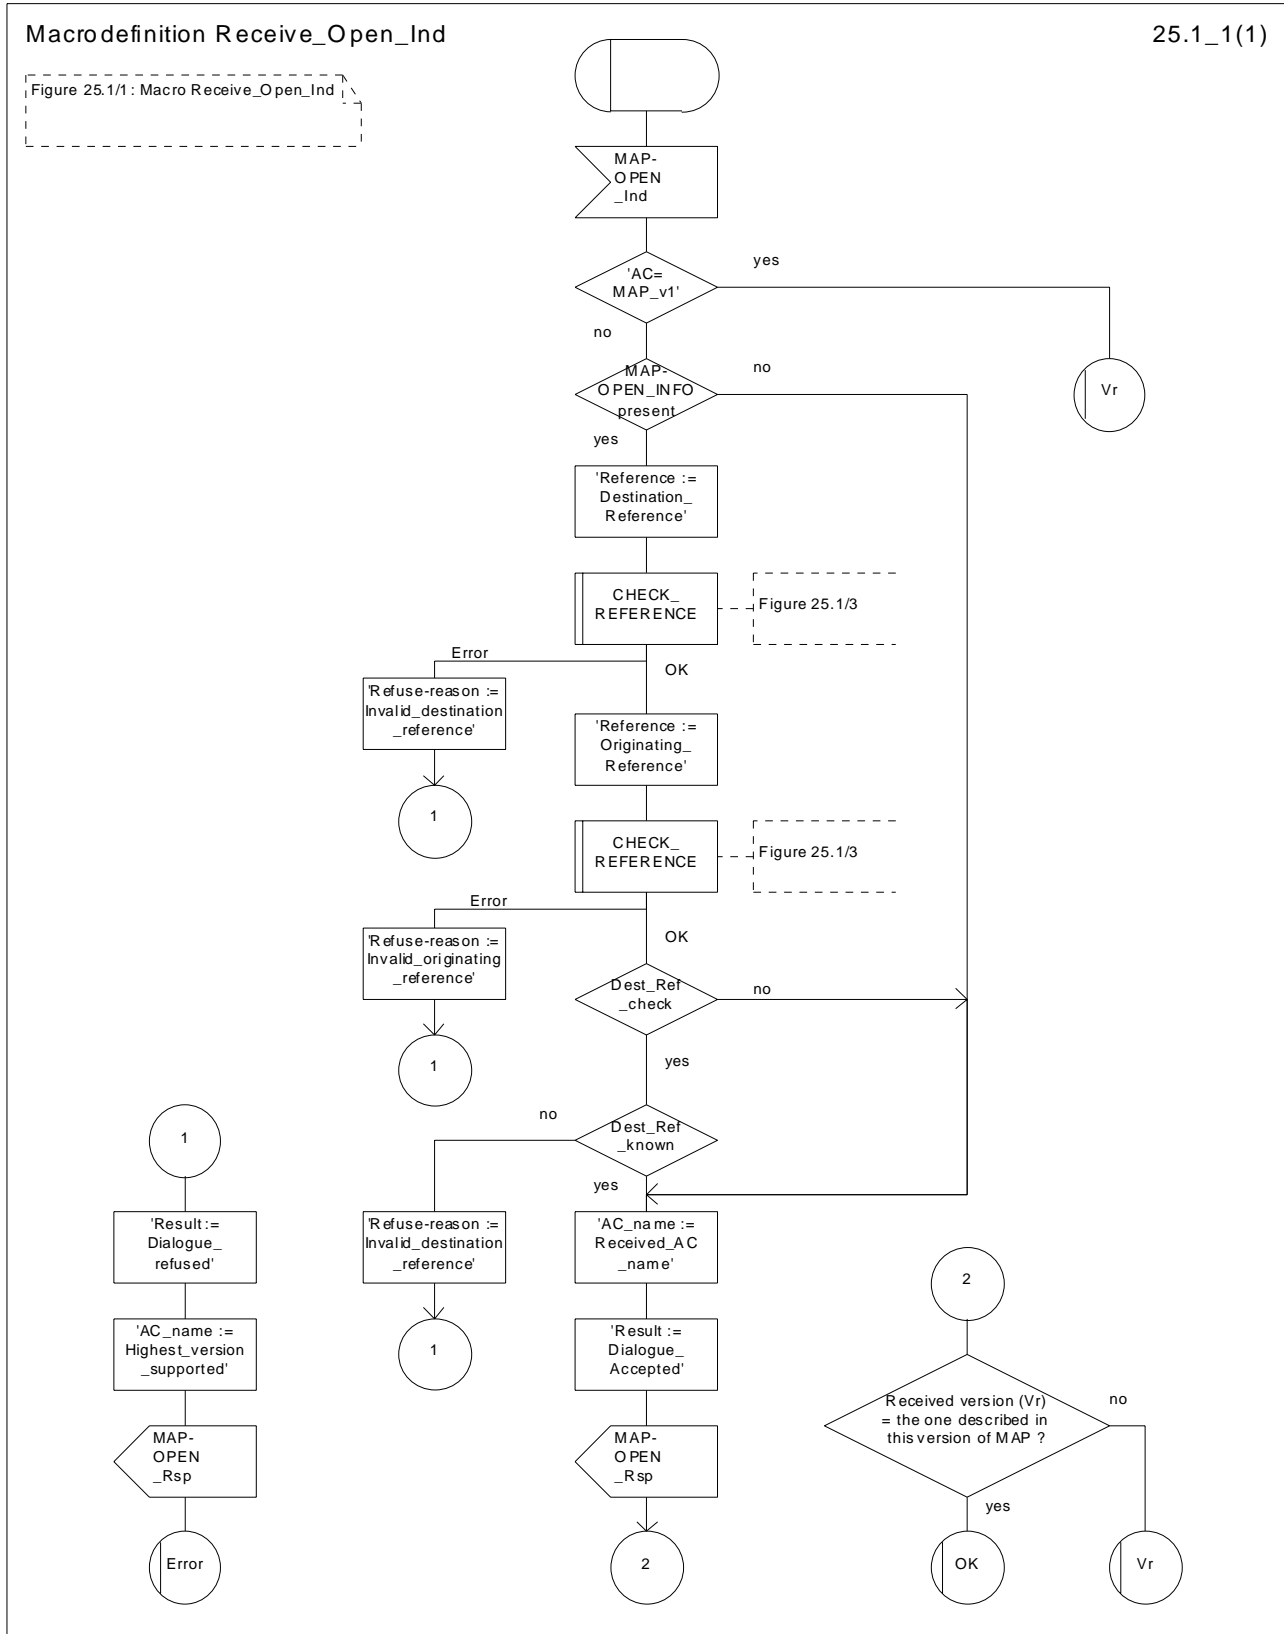 Macrodefinition Receive_Open_Ind
25.1_1(1)
Figure 25.1/1: Macro Receive_Open_Ind
MAP-
OPEN
_Ind
'AC=
MAP_v1'
yes
no
MAP-
OPEN_INFO
present
no
Vr
yes
'Reference :=
Destination_
Reference'
CHECK_
REFERENCE
Figure 25.1/3
Error
OK
'Refuse-reason :=
Invalid_destination
_reference'
'Reference :=
Originating_
Reference'
1
CHECK_
REFERENCE
Figure 25.1/3
Error
OK
'Refuse-reason :=
Invalid_originating
_reference'
Dest_Ref
_check
no
1
yes
no
Dest_Ref
_known
1
yes
'Result :=
Dialogue_
refused'
'Refuse-reason :=
Invalid_destination
_reference'
'AC_name :=
Received_AC
_name'
2
'AC_name :=
Highest_version
_supported'
1
'Result :=
Dialogue_
Accepted'
Received version (Vr)
= the one described in
this version of MAP ?
no
MAP-
OPEN
_Rsp
MAP-
OPEN
_Rsp
yes
Error
2
OK
Vr